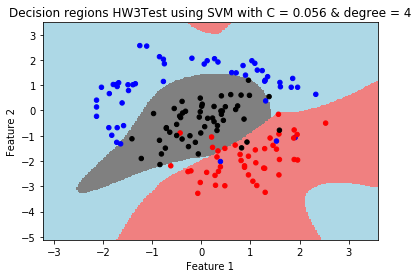 Decision regions HW3Test using SVM with C = 0.056 & degree = 4
3
2
1
0
−1
−2
−3
−4
−5
Feature 2
−3 −2 −1 0 1 2 3
Feature 1